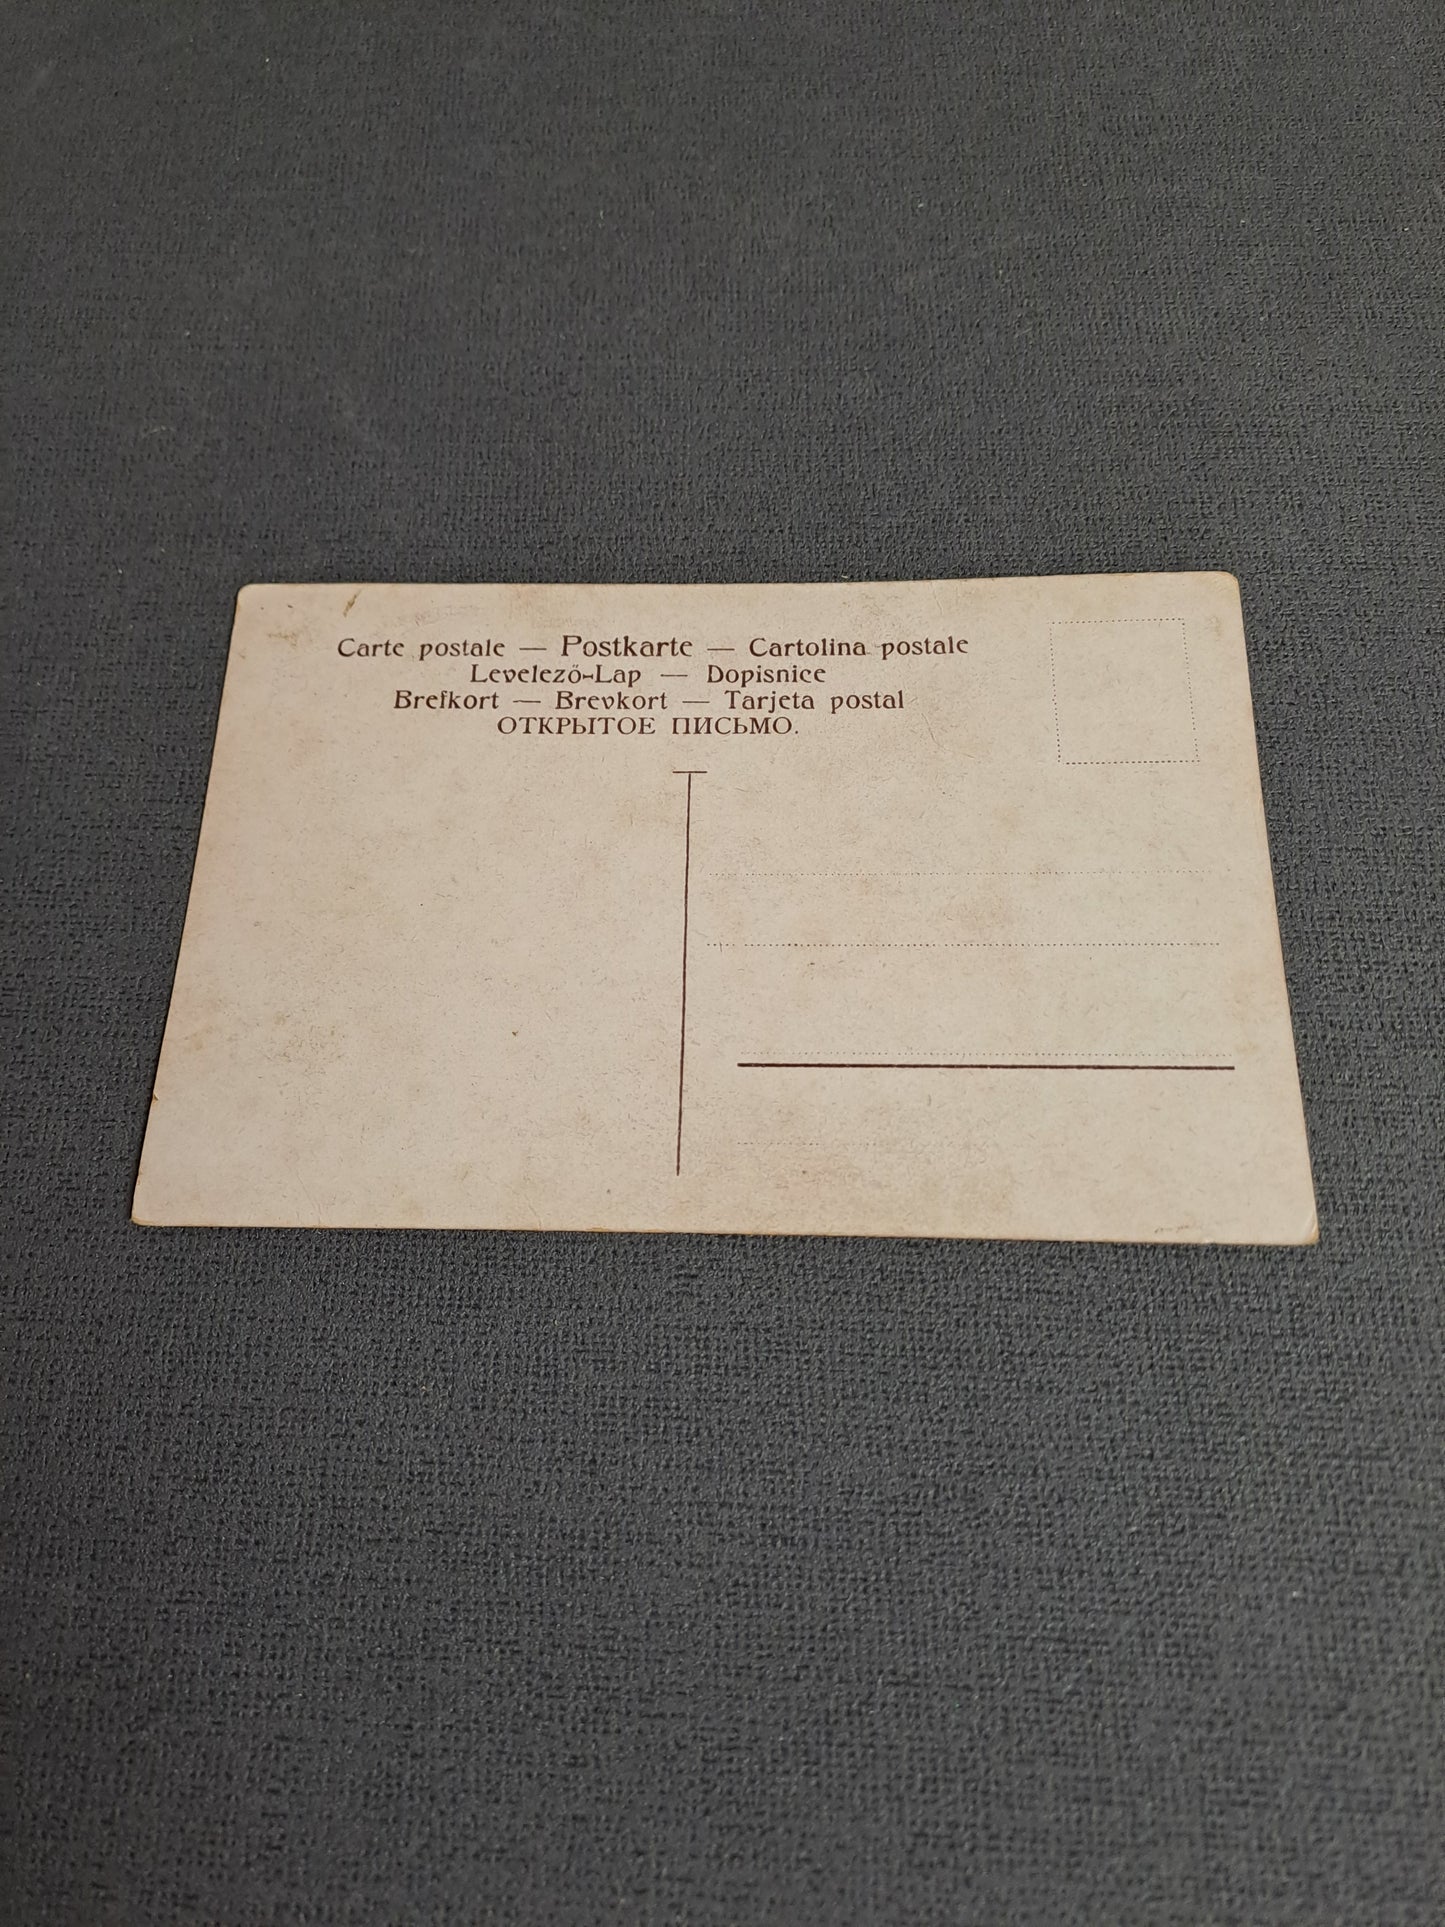 Carte postale — Postkarte — Cartolina postale
Levelező-Lap — Dopisnice
Brefkort — Brevkort — Tarjeta postal
ОТКРЫТОЕ ПИСЬМО.